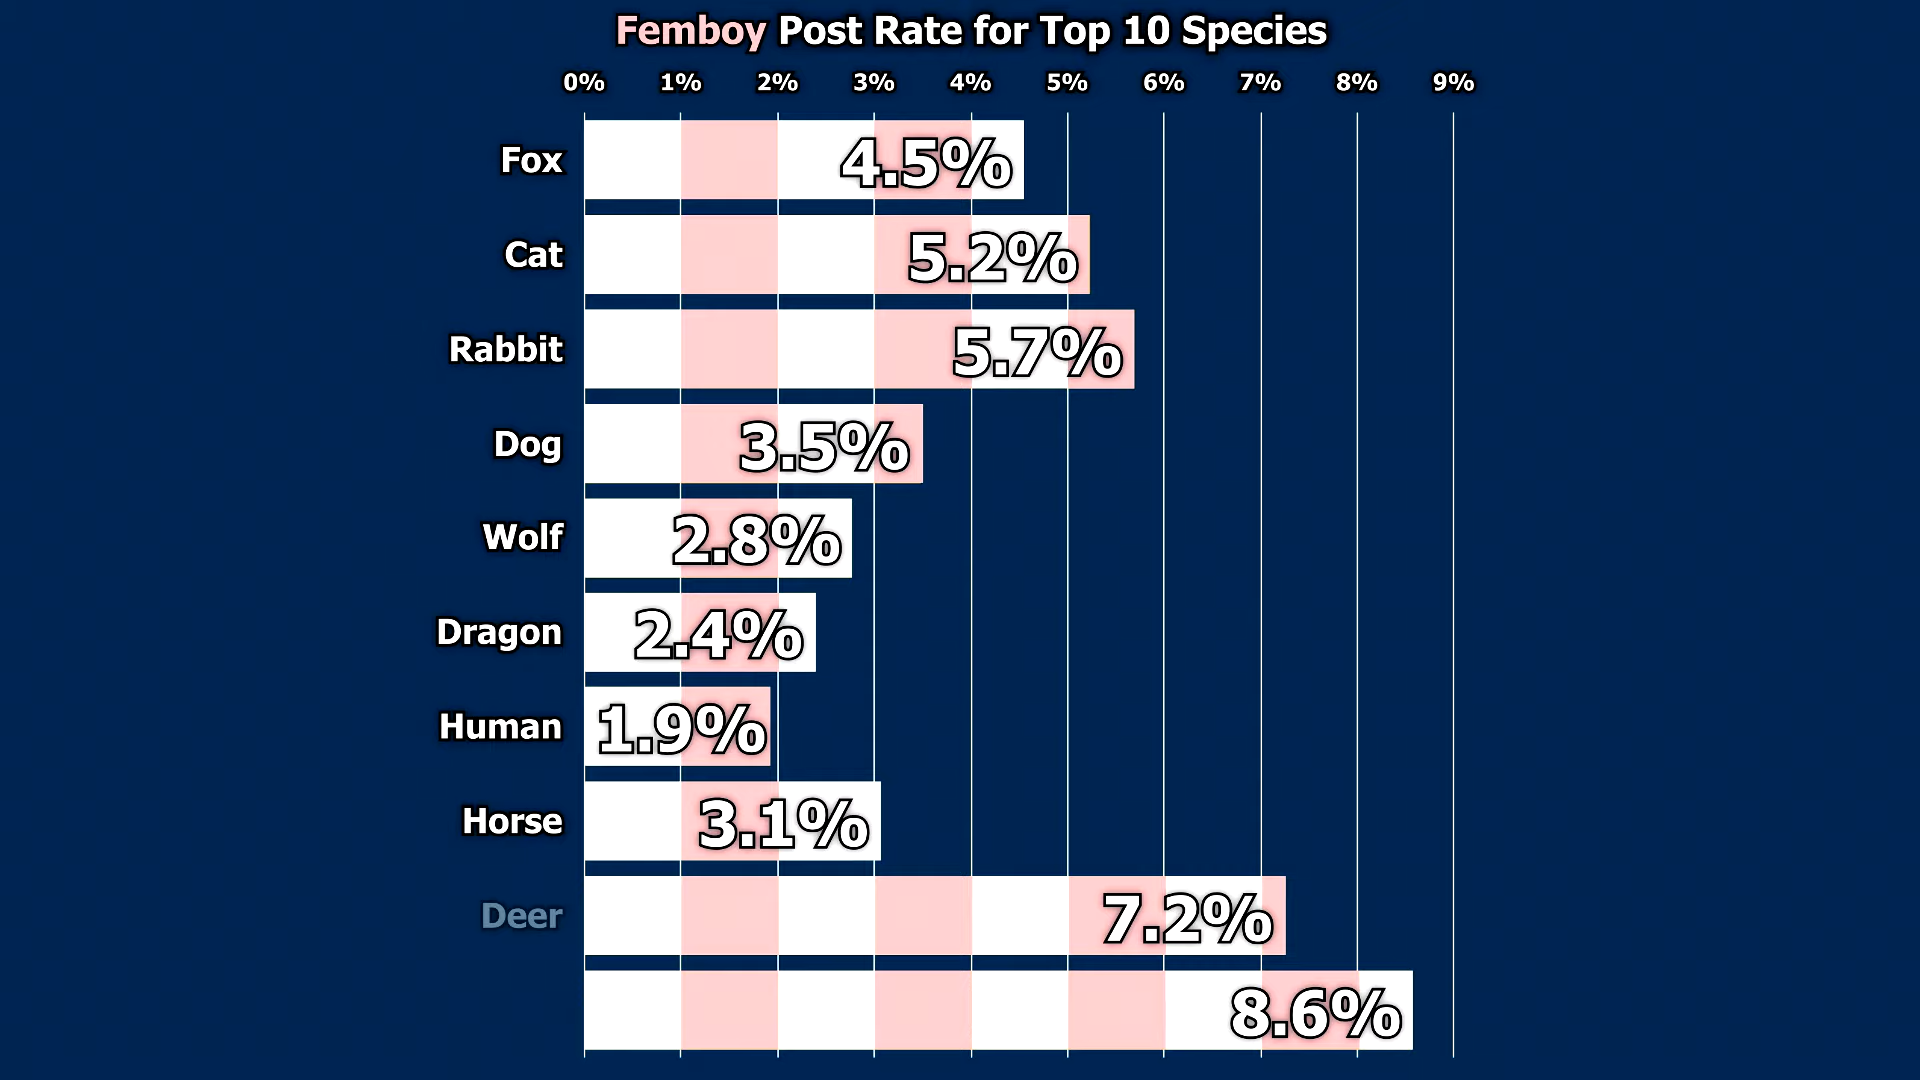 Femboy Post Rate for Top 10 Species
0% 1% 2% 3% 4% 5% 6% 7% 8% 9%
Fox 4.5%
Cat 5.2%
Rabbit 5.7%
Dog 3.5%
Wolf 2.8%
Dragon 2.4%
Human 1.9%
Horse 3.1%
Deer 7.2%
8.6%